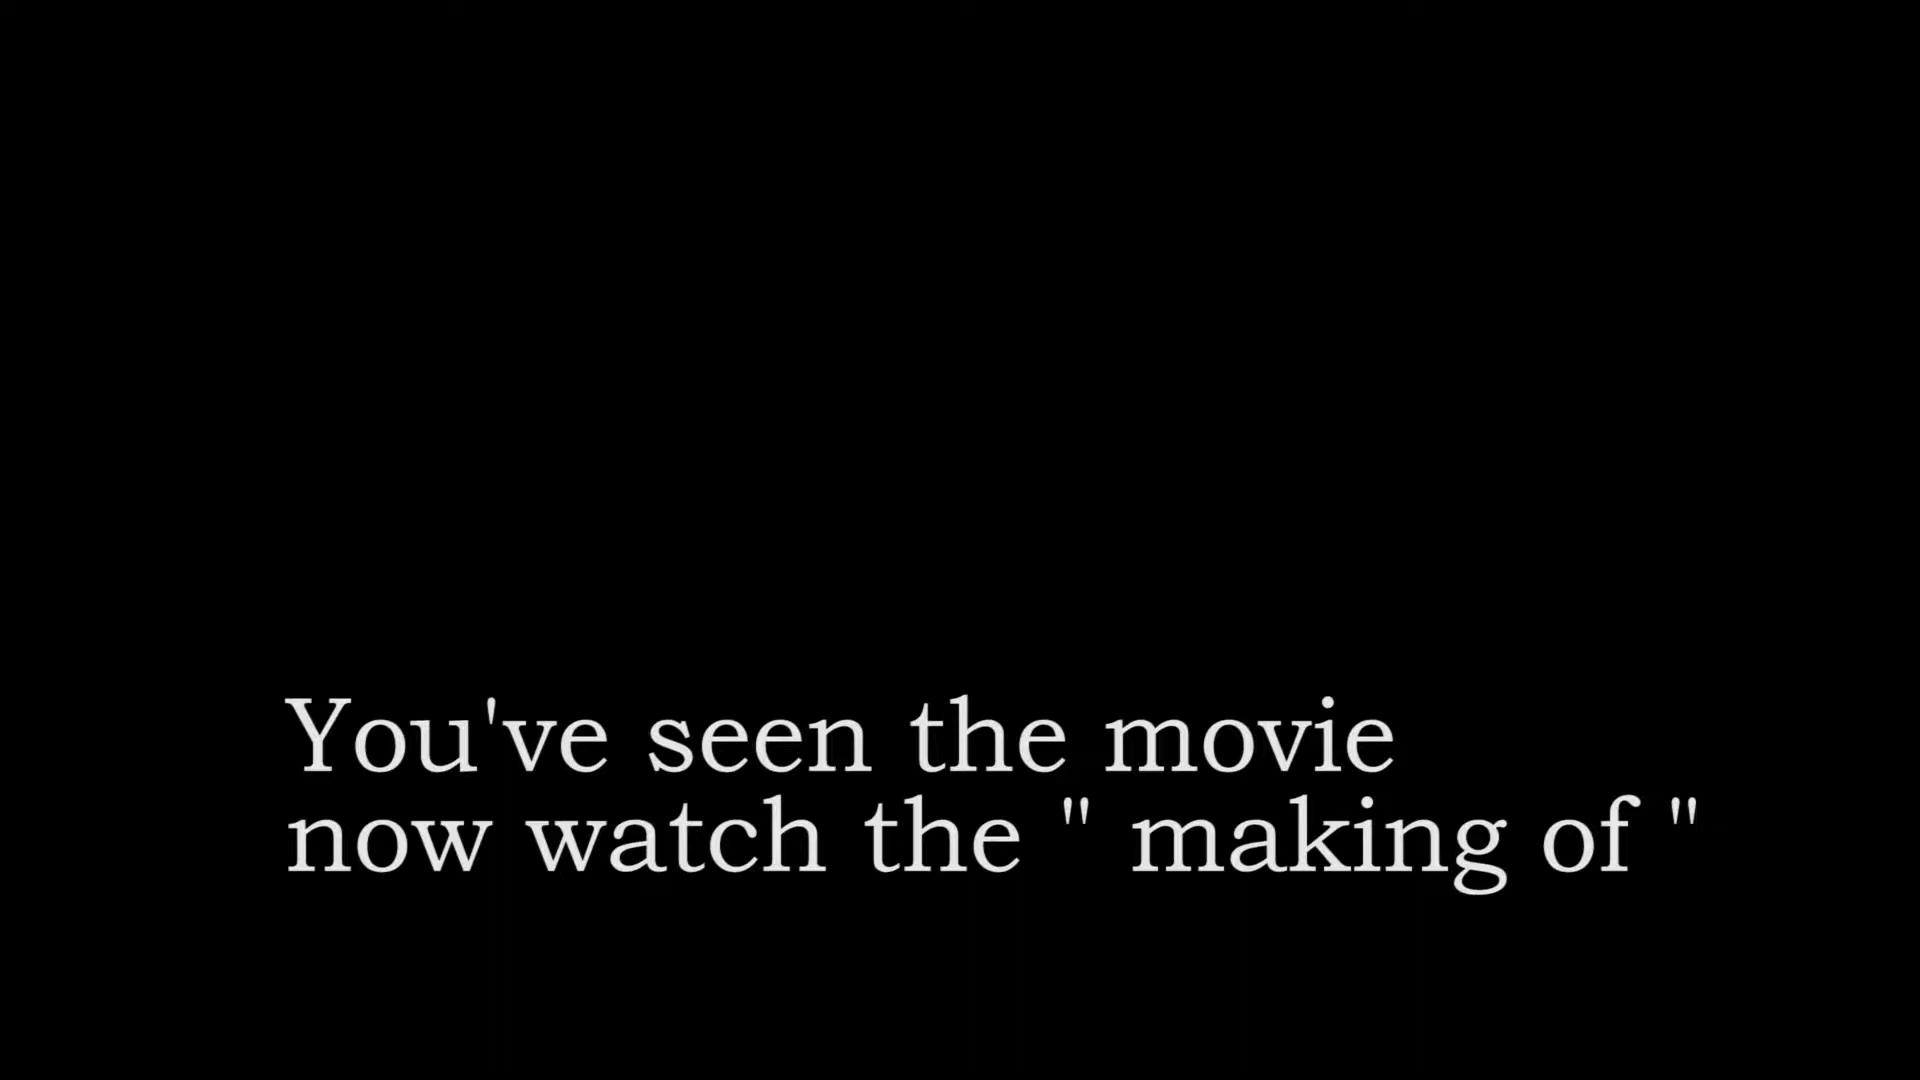 You've seen the movie
now watch the " making of "